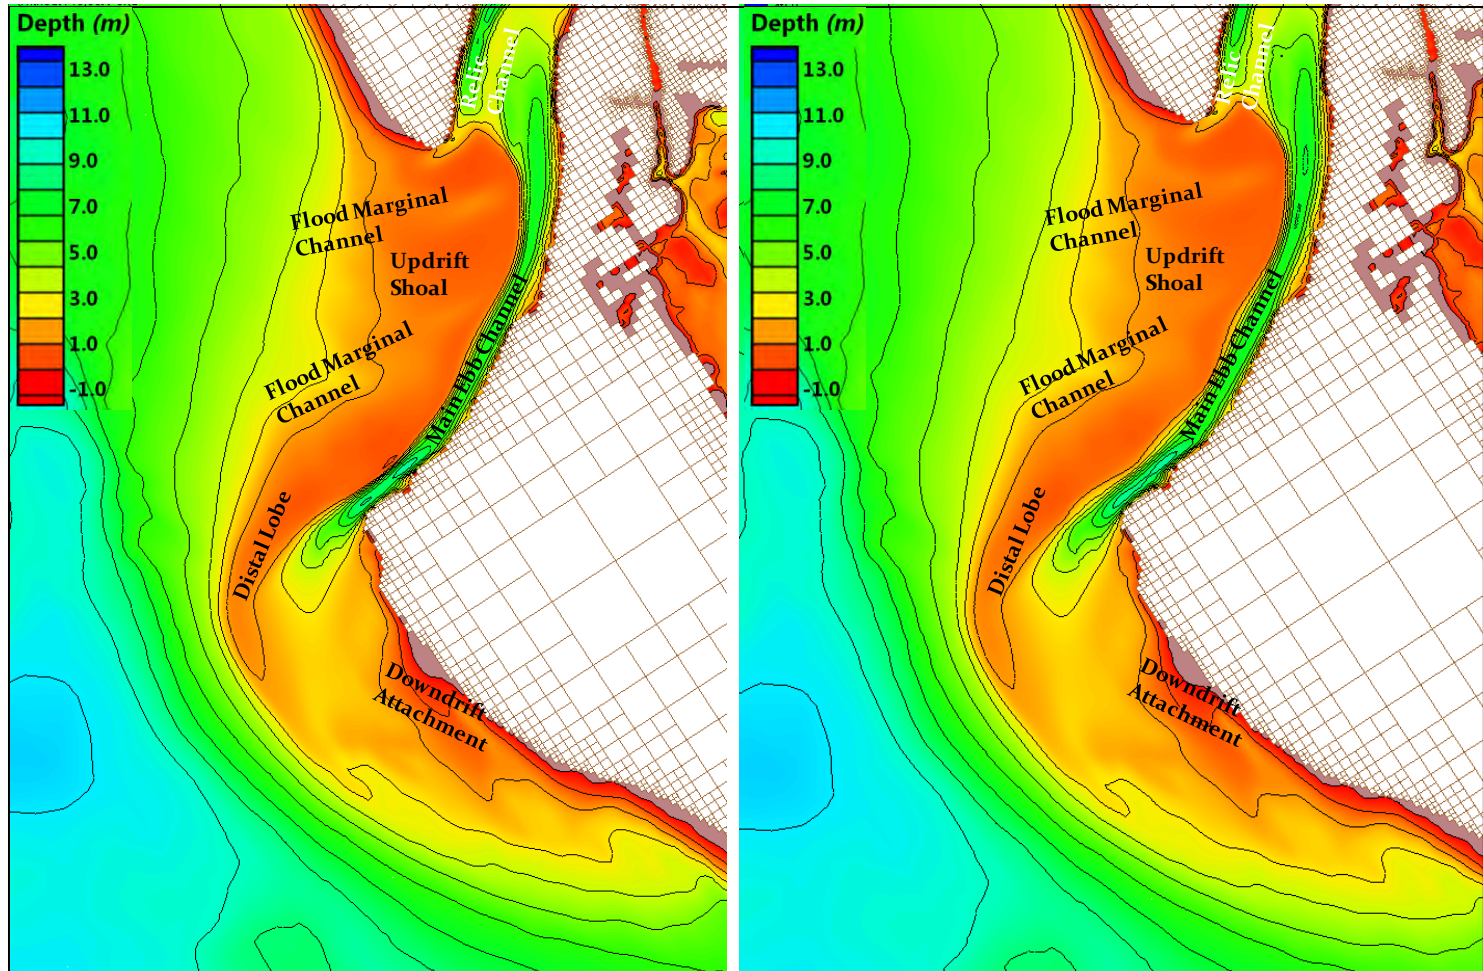 Depth (m)
13.0
11.0
9.0
7.0
5.0
3.0
1.0
-1.0
Relic
Channel
Flood Marginal
Channel
Updrift
Shoal
Flood Marginal
Channel
Main Ebb Channel
Distal Lobe
Downdrift
Attachment
Depth (m)
13.0
11.0
9.0
7.0
5.0
3.0
1.0
-1.0
Relic
Channel
Flood Marginal
Channel
Updrift
Shoal
Flood Marginal
Channel
Main Ebb Channel
Distal Lobe
Downdrift
Attachment